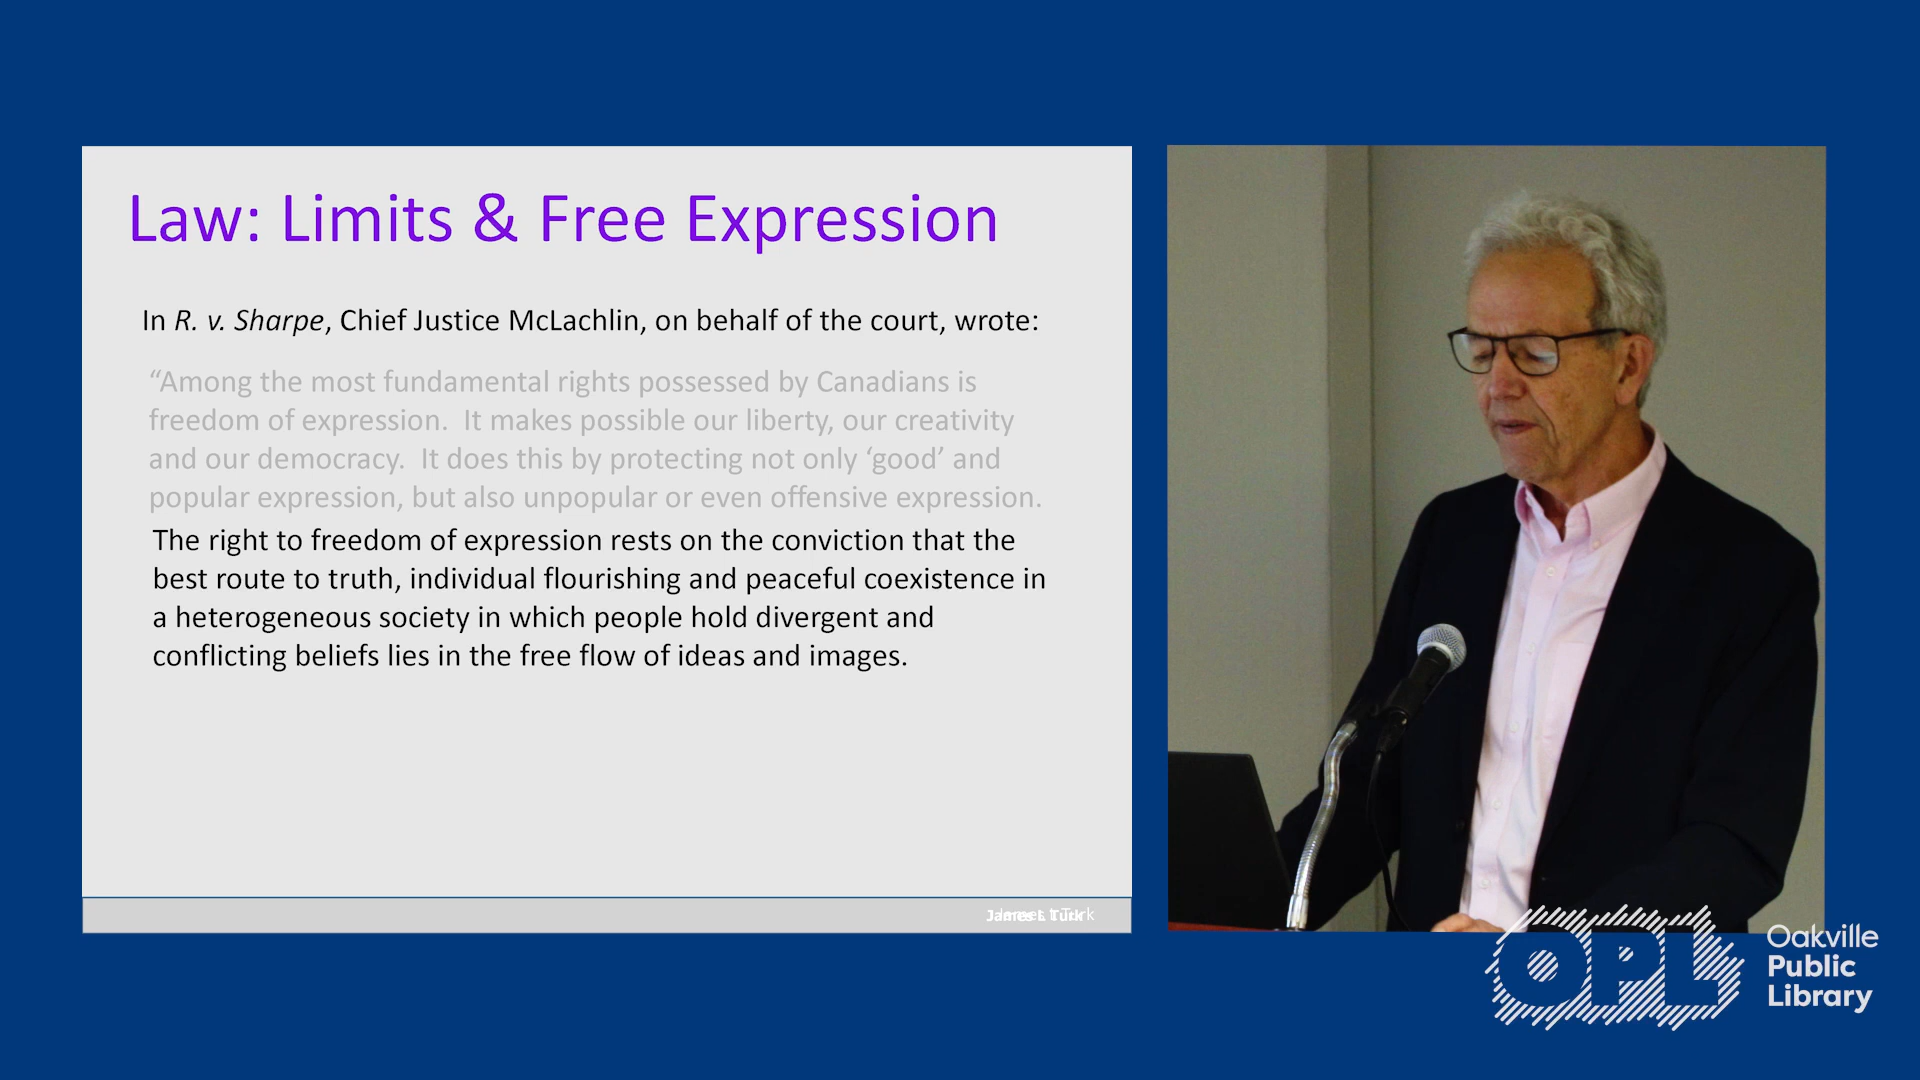 Law: Limits & Free Expression
In R. v. Sharpe, Chief Justice McLachlin, on behalf of the court, wrote:
“Among the most fundamental rights possessed by Canadians is
freedom of expression.  It makes possible our liberty, our creativity
and our democracy.  It does this by protecting not only ‘good’ and
popular expression, but also unpopular or even offensive expression.
The right to freedom of expression rests on the conviction that the
best route to truth, individual flourishing and peaceful coexistence in
a heterogeneous society in which people hold divergent and
conflicting beliefs lies in the free flow of ideas and images.
James Turk
OPL
Oakville
Public
Library